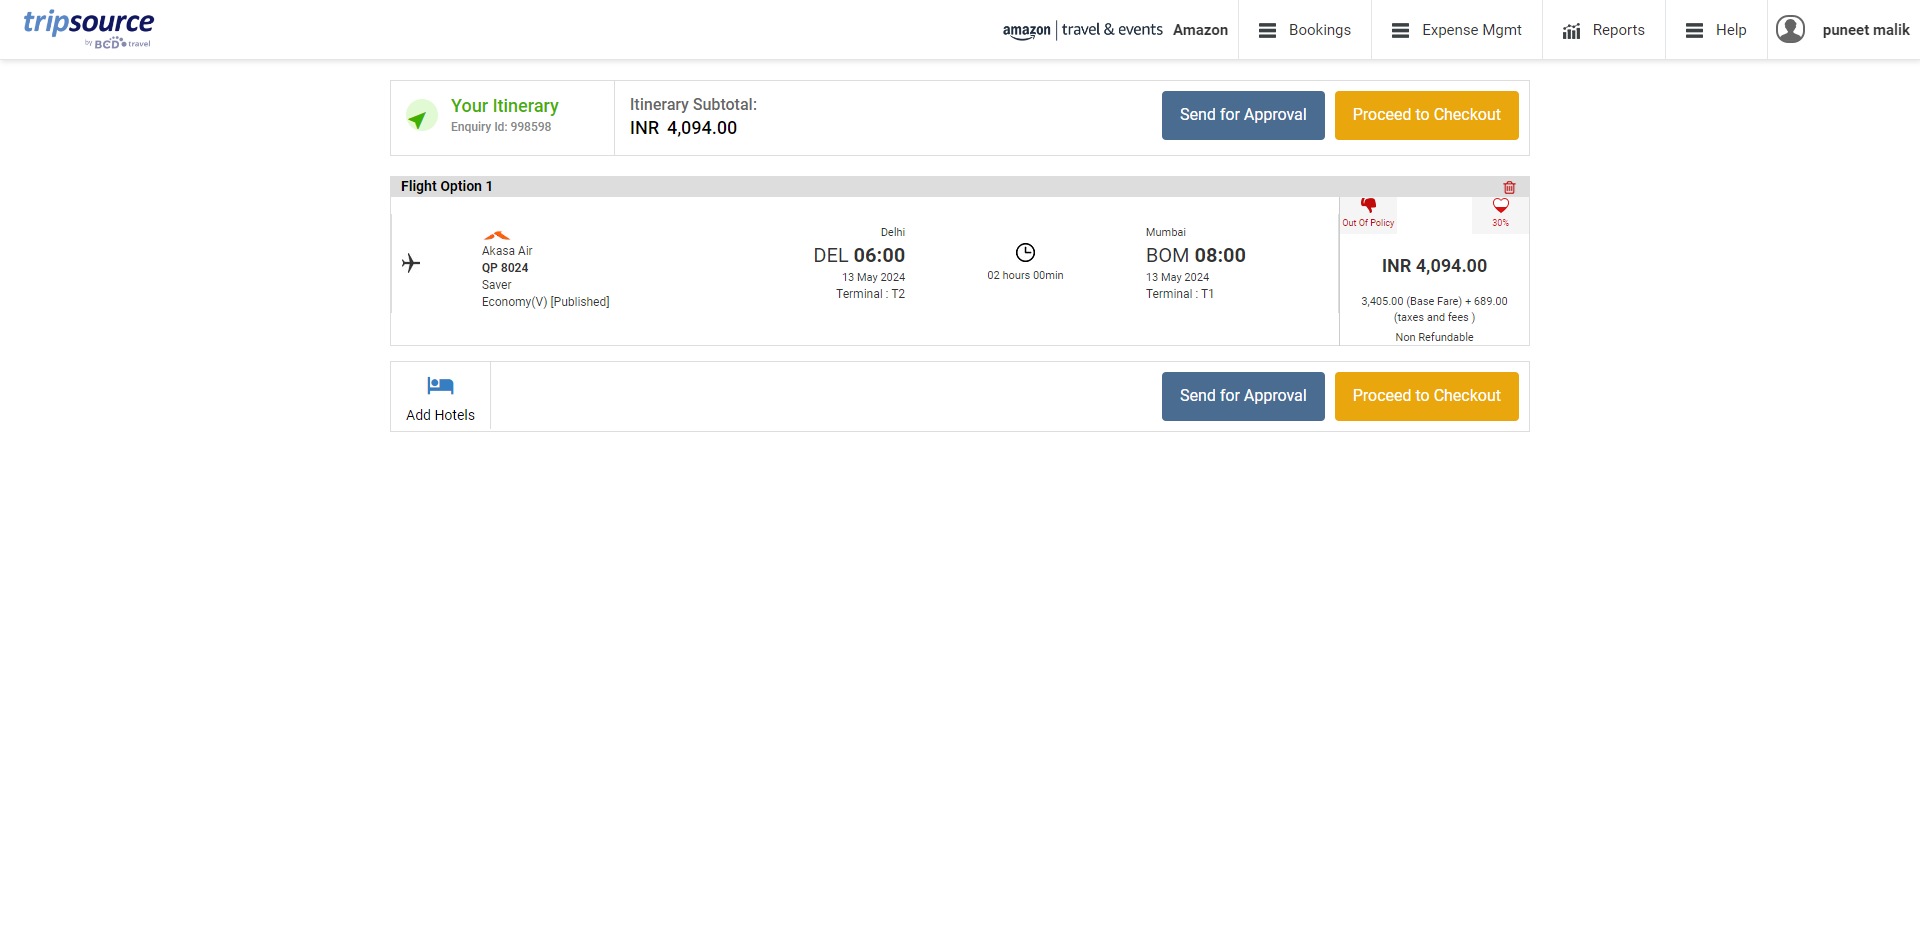 tripsource
by BCD travel
amazon | travel & events Amazon
Bookings
Expense Mgmt
Reports
Help
puneet malik
Your Itinerary
Enquiry Id: 998598
Itinerary Subtotal:
INR 4,094.00
Send for Approval
Proceed to Checkout
Flight Option 1
Akasa Air
QP 8024
Saver
Economy(V) [Published]
Delhi
DEL 06:00
13 May 2024
Terminal : T2
02 hours 00min
Mumbai
BOM 08:00
13 May 2024
Terminal : T1
Out Of Policy
30%
INR 4,094.00
3,405.00 (Base Fare) + 689.00
(taxes and fees )
Non Refundable
Add Hotels
Send for Approval
Proceed to Checkout